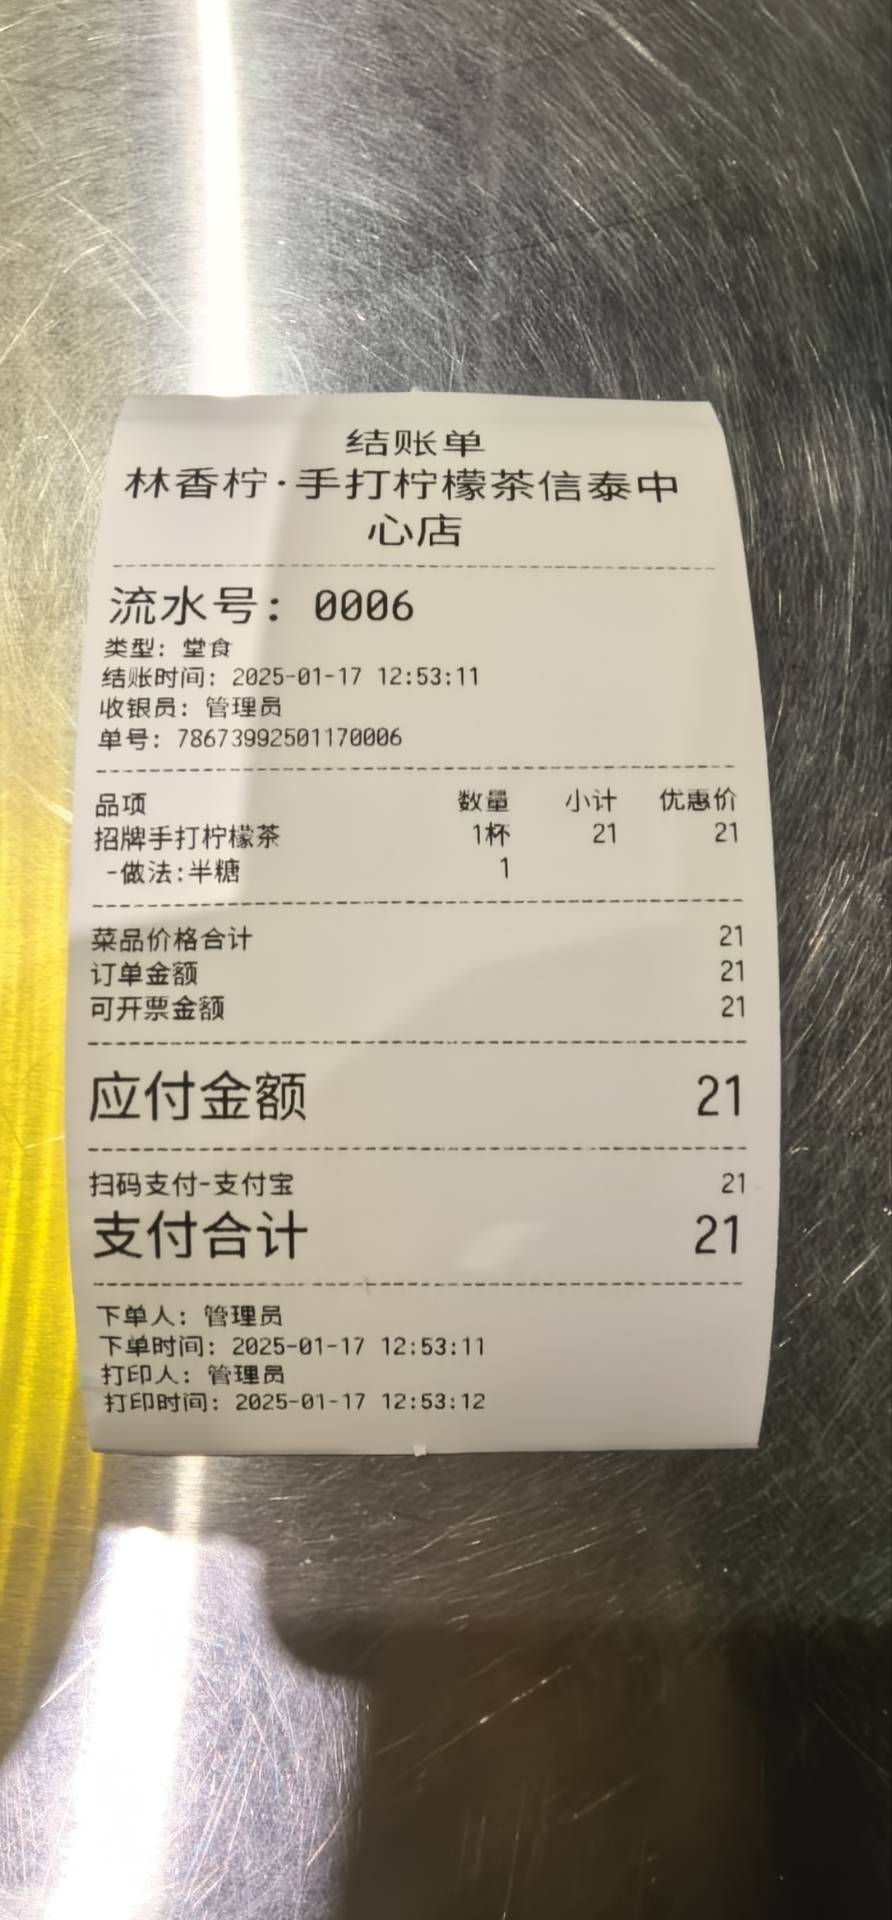 结账单
林香柠·手打柠檬茶信泰中
心店
流水号: 0006
类型: 堂食
结账时间: 2025-01-17 12:53:11
收银员: 管理员
单号: 78673992501170006
品项 数量 小计 优惠价
招牌手打柠檬茶 1杯 21 21
-做法:半糖 1
菜品价格合计 21
订单金额 21
可开票金额 21
应付金额 21
扫码支付-支付宝 21
支付合计 21
下单人: 管理员
下单时间: 2025-01-17 12:53:11
打印人: 管理员
打印时间: 2025-01-17 12:53:12